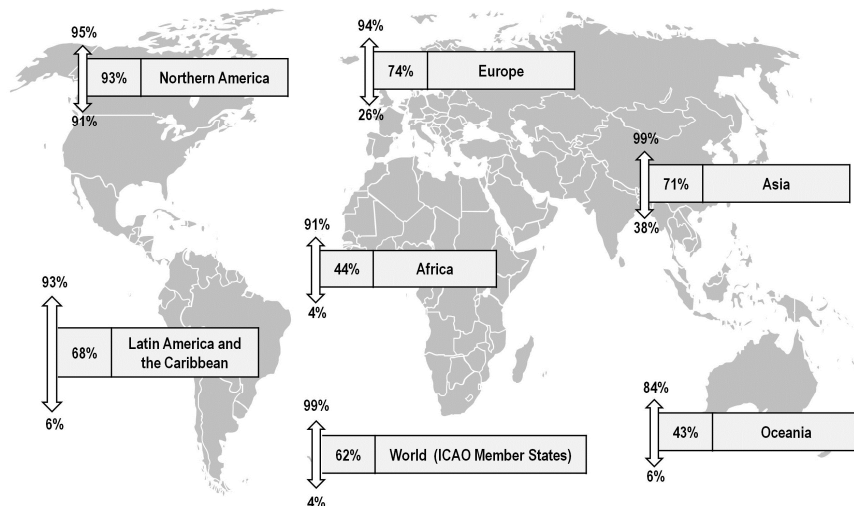 95%
93% Northern America
91%
94%
74% Europe
26%
99%
71% Asia
38%
91%
44% Africa
4%
93%
68% Latin America and
the Caribbean
6%
99%
62% World (ICAO Member States)
4%
84%
43% Oceania
6%